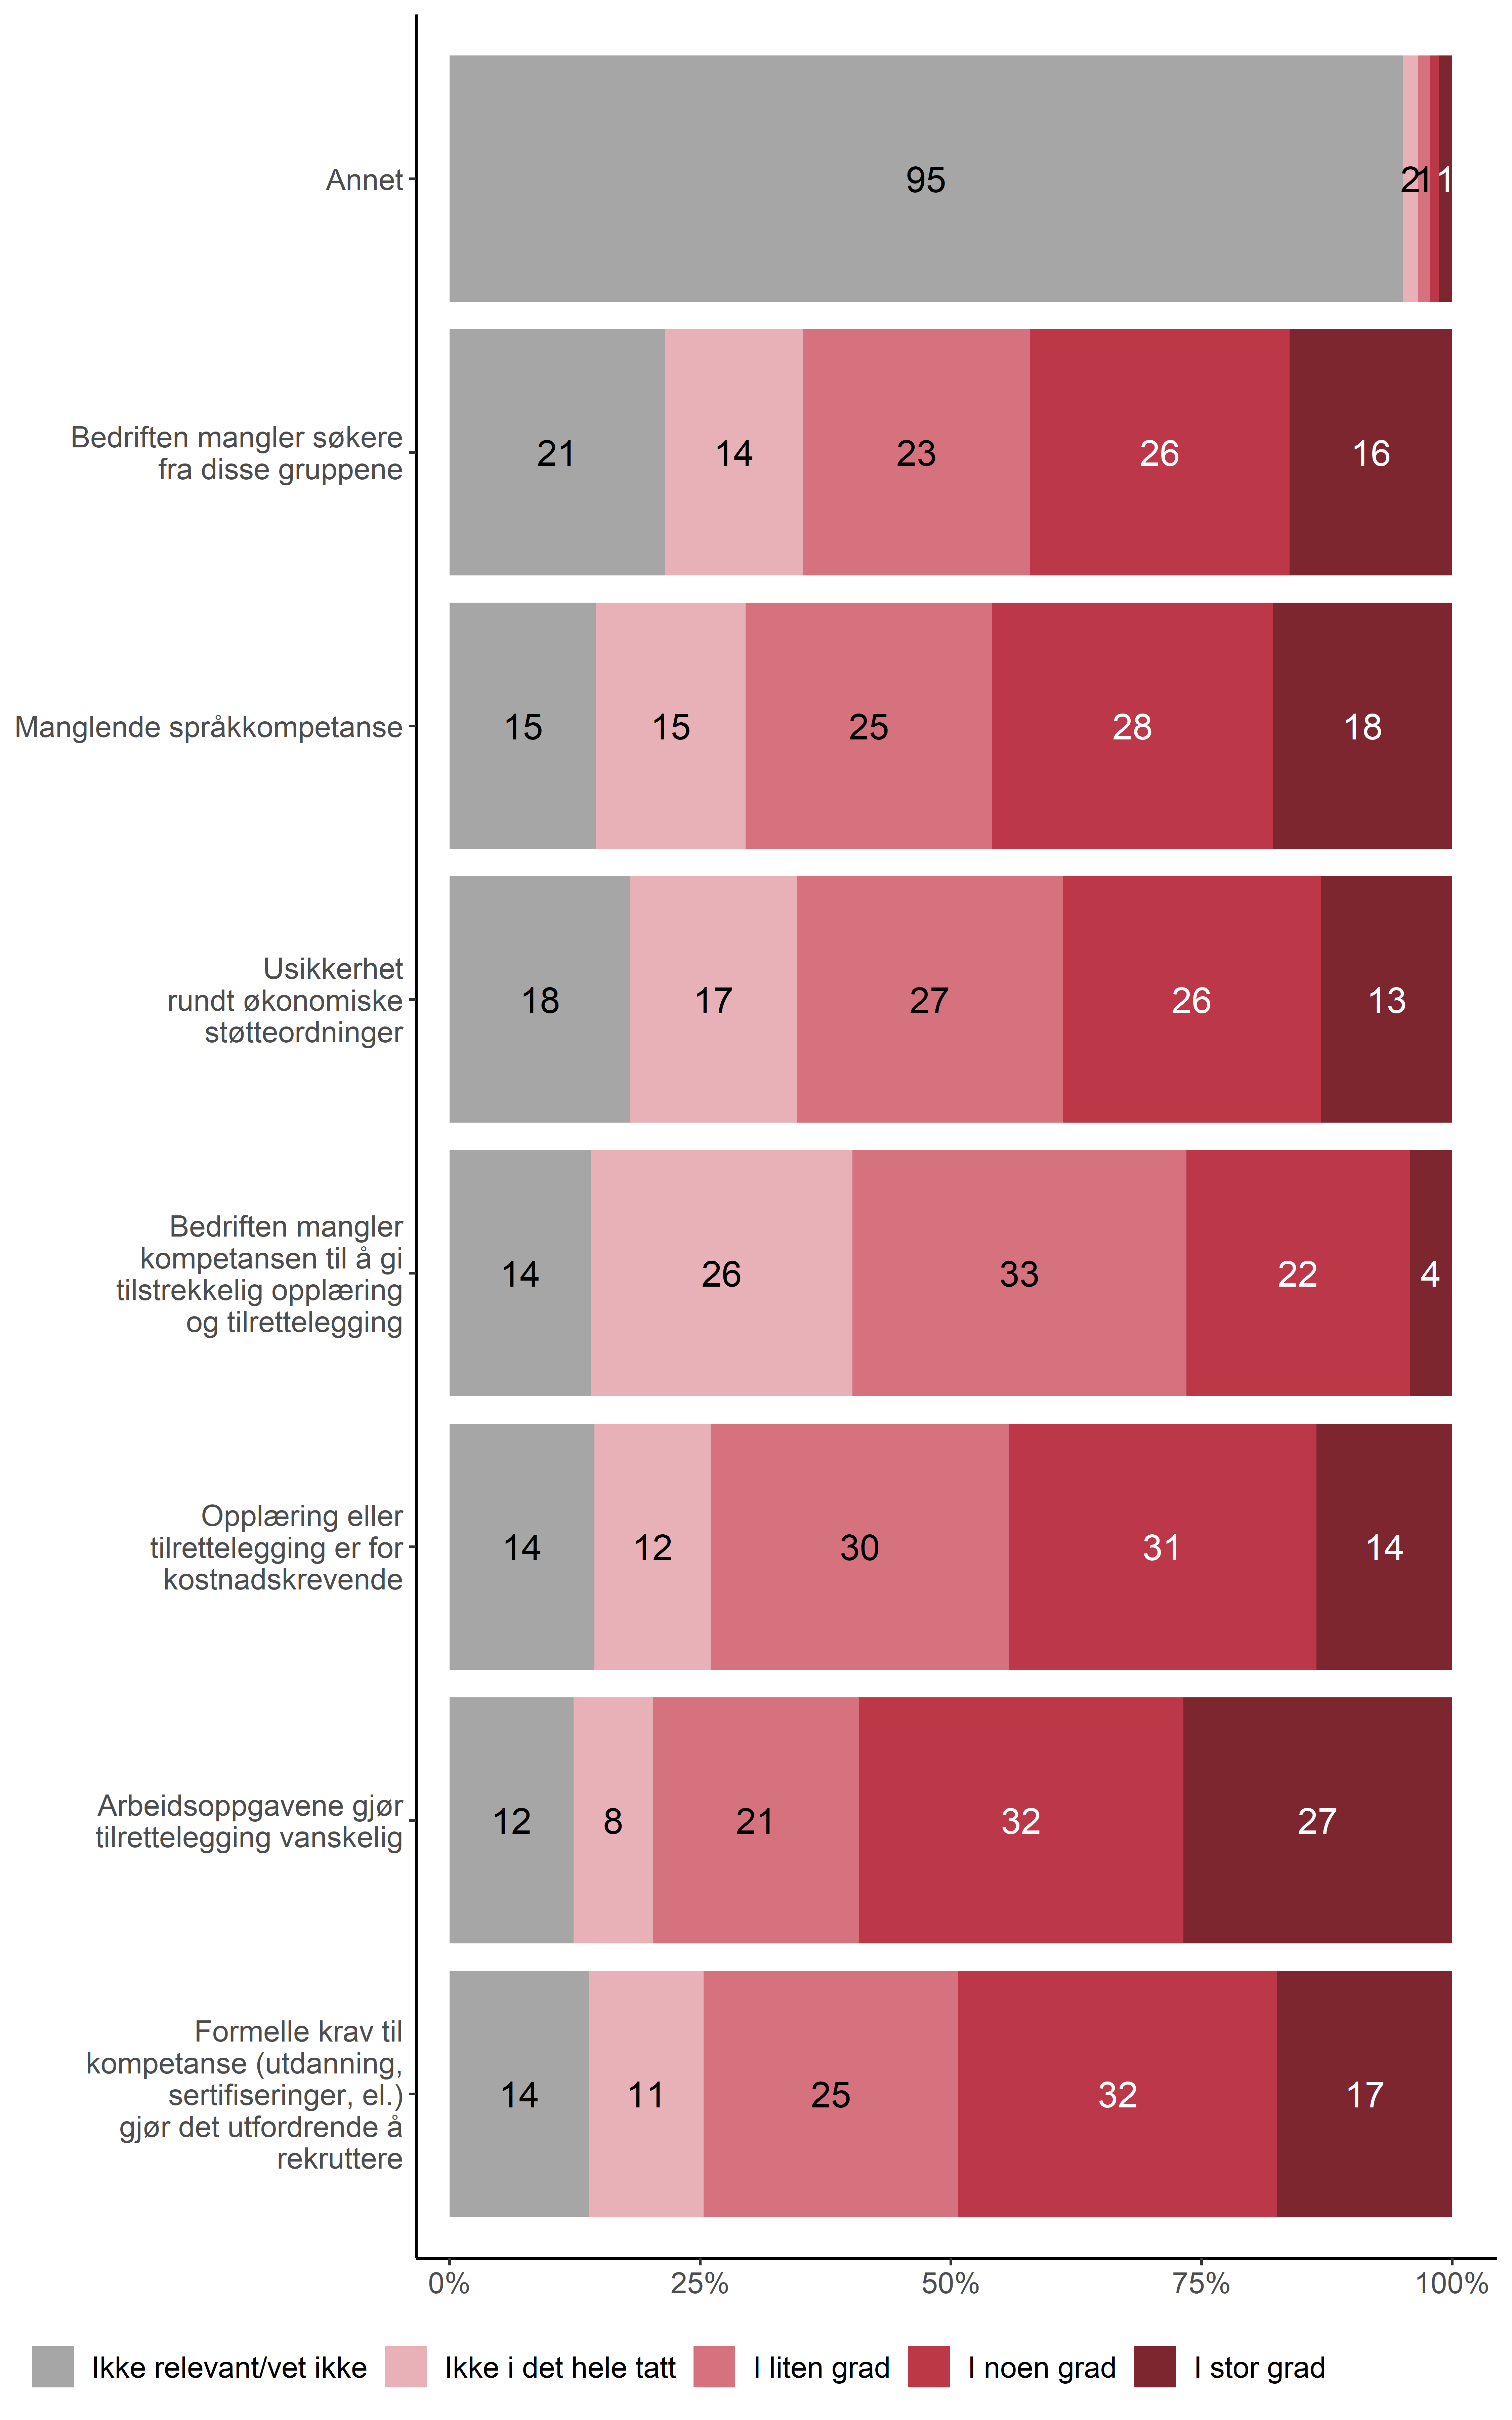 Annet
95
2
1
1
Bedriften mangler søkere
fra disse gruppene
21
14
23
26
16
Manglende språkkompetanse
15
15
25
28
18
Usikkerhet
rundt økonomiske
støtteordninger
18
17
27
26
13
Bedriften mangler
kompetansen til å gi
tilstrekkelig opplæring
og tilrettelegging
14
26
33
22
4
Opplæring eller
tilrettelegging er for
kostnadskrevende
14
12
30
31
14
Arbeidsoppgavene gjør
tilrettelegging vanskelig
12
8
21
32
27
Formelle krav til
kompetanse (utdanning,
sertifiseringer, el.)
gjør det utfordrende å
rekruttere
14
11
25
32
17
0%
25%
50%
75%
100%
Ikke relevant/vet ikke
Ikke i det hele tatt
I liten grad
I noen grad
I stor grad